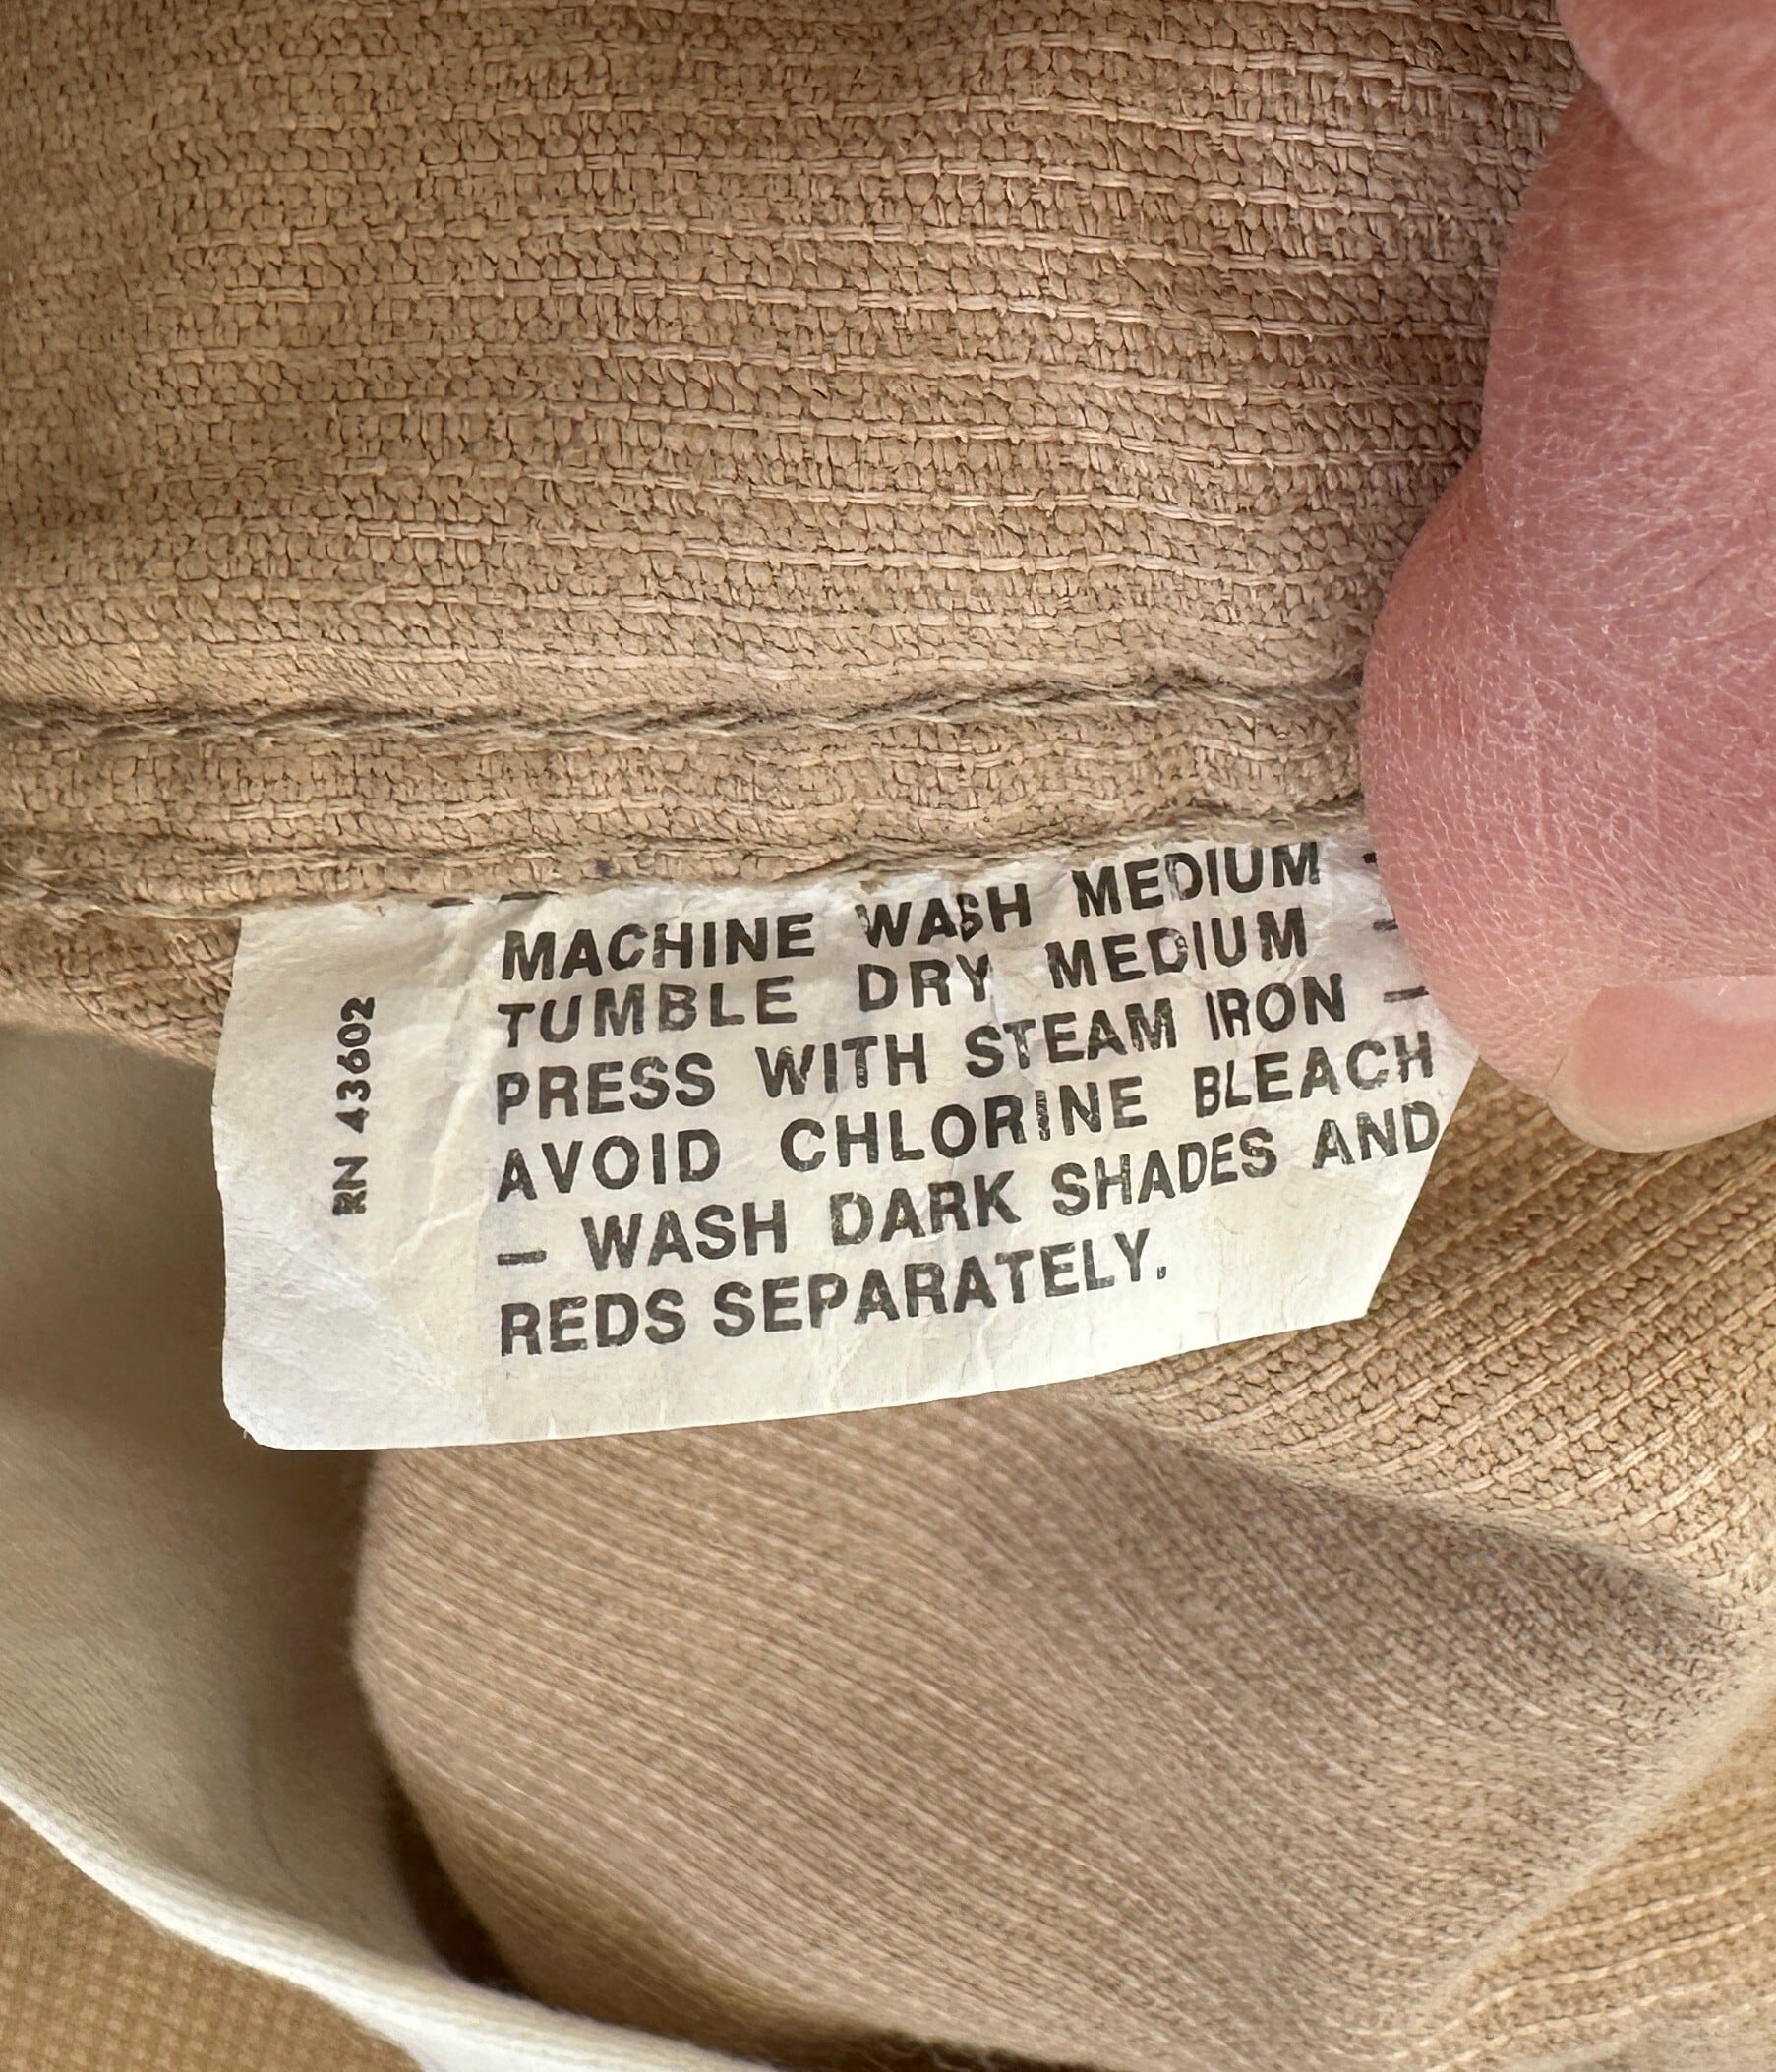 RN 43602
MACHINE WASH MEDIUM -
TUMBLE DRY MEDIUM -
PRESS WITH STEAM IRON —
AVOID CHLORINE BLEACH
— WASH DARK SHADES AND
REDS SEPARATELY.